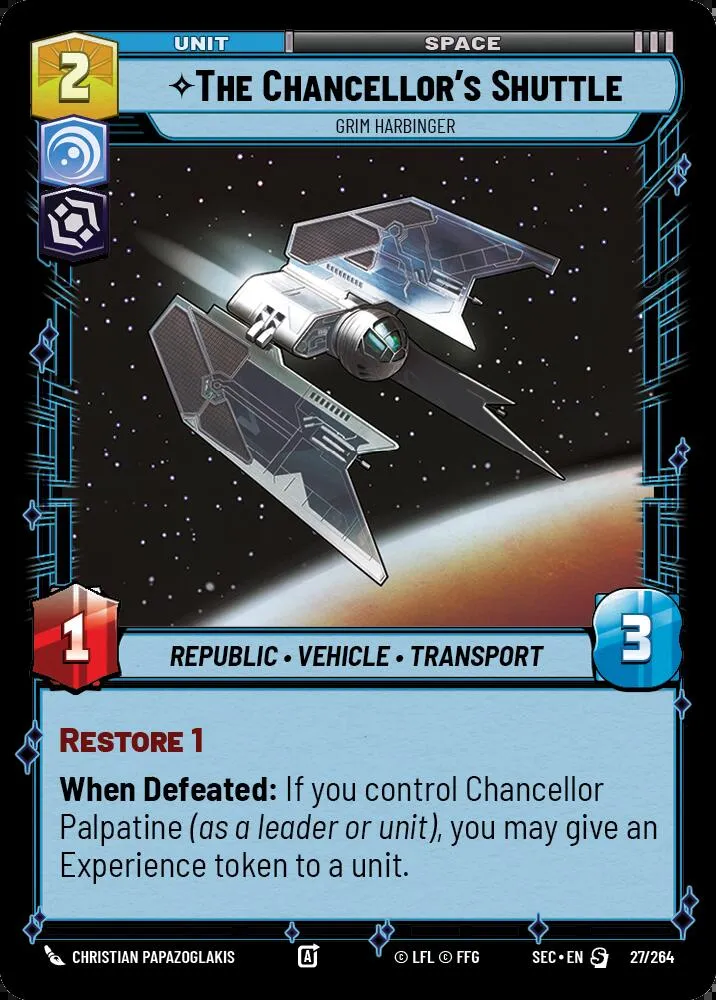 UNIT SPACE
2
✧THE CHANCELLOR'S SHUTTLE
GRIM HARBINGER
1
REPUBLIC • VEHICLE • TRANSPORT
3
RESTORE 1
When Defeated: If you control Chancellor
Palpatine (as a leader or unit), you may give an
Experience token to a unit.
CHRISTIAN PAPAZOGLAKIS A © LFL © FFG SEC • EN S 27/264